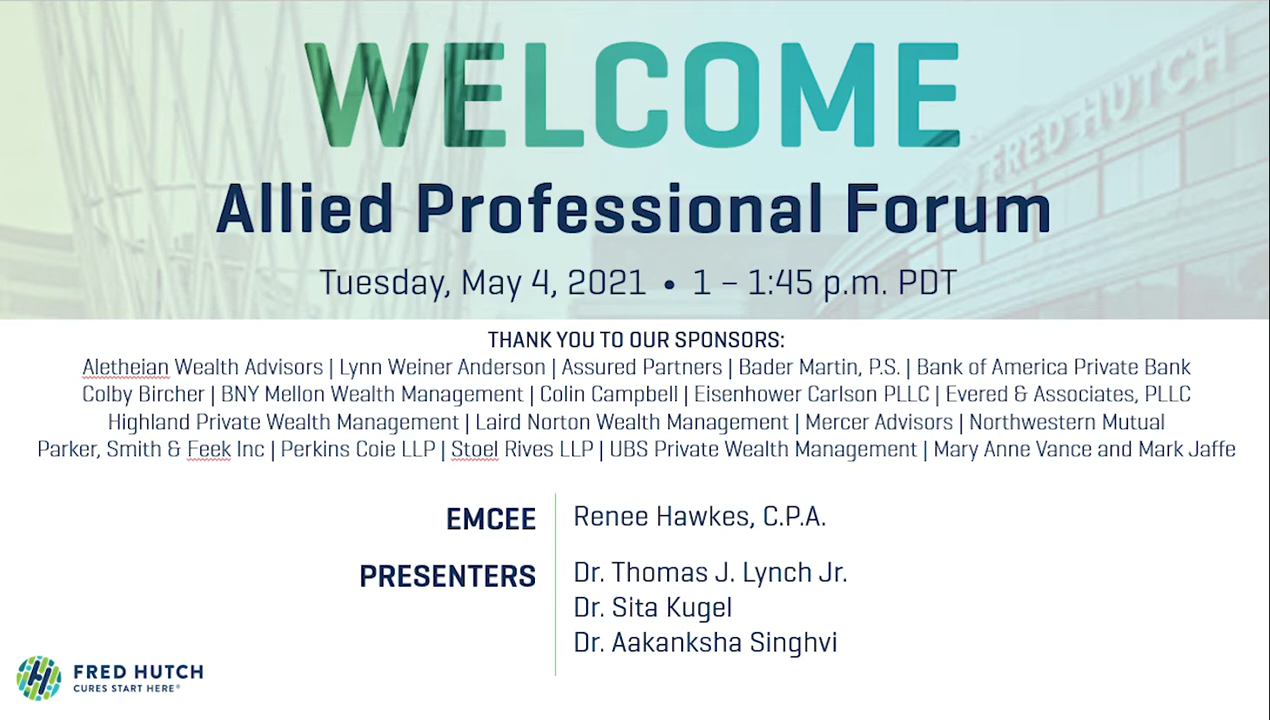 WELCOME
FRED HUTCH
Allied Professional Forum
Tuesday, May 4, 2021 • 1 – 1:45 p.m. PDT
THANK YOU TO OUR SPONSORS:
Aletheian Wealth Advisors | Lynn Weiner Anderson | Assured Partners | Bader Martin, P.S. | Bank of America Private Bank
Colby Bircher | BNY Mellon Wealth Management | Colin Campbell | Eisenhower Carlson PLLC | Evered & Associates, PLLC
Highland Private Wealth Management | Laird Norton Wealth Management | Mercer Advisors | Northwestern Mutual
Parker, Smith & Feek Inc | Perkins Coie LLP | Stoel Rives LLP | UBS Private Wealth Management | Mary Anne Vance and Mark Jaffe
EMCEE
Renee Hawkes, C.P.A.
PRESENTERS
Dr. Thomas J. Lynch Jr.
Dr. Sita Kugel
Dr. Aakanksha Singhvi
FRED HUTCH
CURES START HERE®